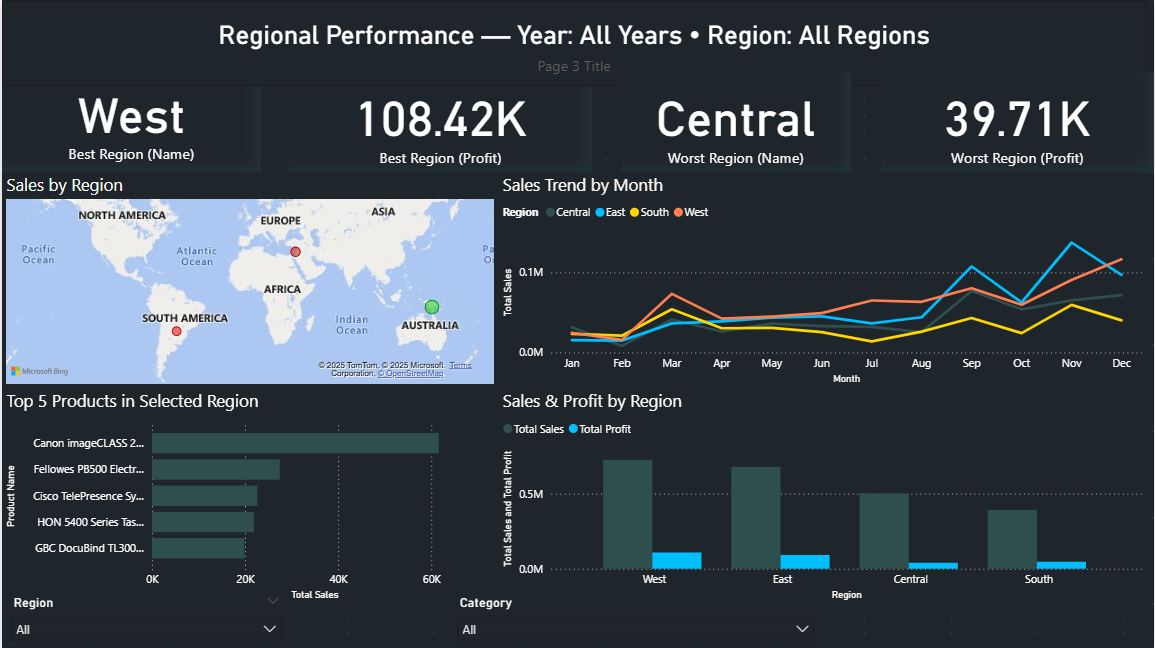 Regional Performance — Year: All Years • Region: All Regions
Page 3 Title
West
Best Region (Name)
108.42K
Best Region (Profit)
Central
Worst Region (Name)
39.71K
Worst Region (Profit)
Sales by Region
NORTH AMERICA
EUROPE
ASIA
Pacific
Ocean
Atlantic
Ocean
Pa
Oc
AFRICA
SOUTH AMERICA
Indian
Ocean
AUSTRALIA
Microsoft Bing
© 2025 TomTom, © 2025 Microsoft Terms
Corporation, © OpenStreetMap
Sales Trend by Month
Region Central East South West
Total Sales
0.1M
0.0M
Jan Feb Mar Apr May Jun Jul Aug Sep Oct Nov Dec
Month
Top 5 Products in Selected Region
Product Name
Canon imageCLASS 2...
Fellowes PB500 Electr...
Cisco TelePresence Sy...
HON 5400 Series Tas...
GBC DocuBind TL300...
0K 20K 40K 60K
Total Sales
Sales & Profit by Region
Total Sales Total Profit
Total Sales and Total Profit
0.5M
0.0M
West East Central South
Region
Region
All
Category
All